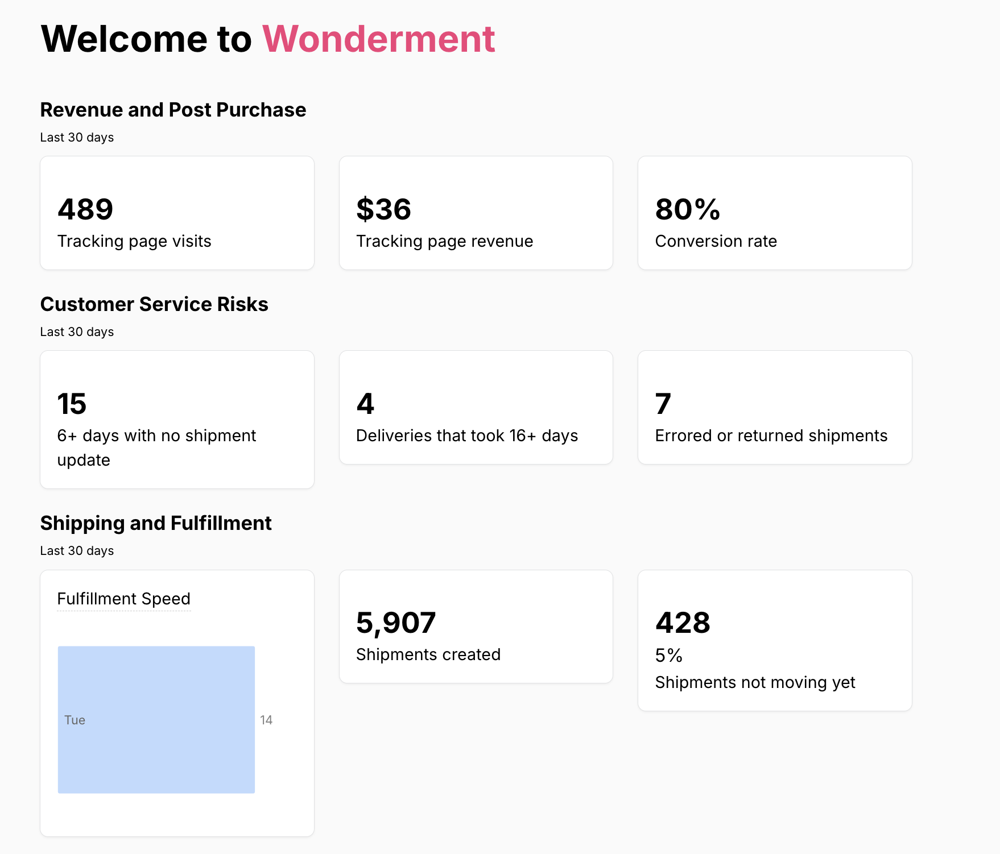 Welcome to Wonderment
Revenue and Post Purchase
Last 30 days
489
Tracking page visits
$36
Tracking page revenue
80%
Conversion rate
Customer Service Risks
Last 30 days
15
6+ days with no shipment
update
4
Deliveries that took 16+ days
7
Errored or returned shipments
Shipping and Fulfillment
Last 30 days
Fulfillment Speed
Tue
14
5,907
Shipments created
428
5%
Shipments not moving yet